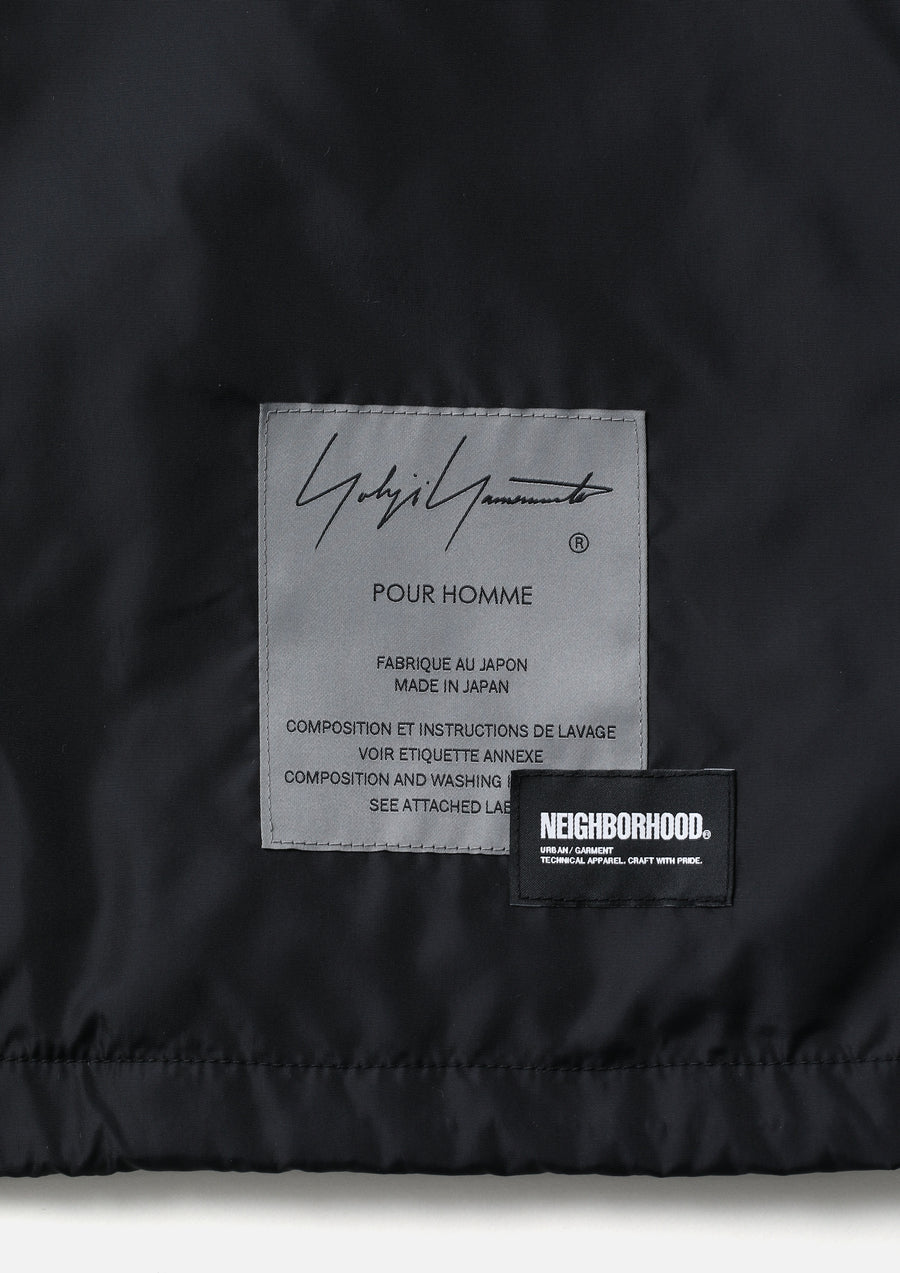 Yohji Yamamoto
®
POUR HOMME
FABRIQUE AU JAPON
MADE IN JAPAN
COMPOSITION ET INSTRUCTIONS DE LAVAGE
VOIR ETIQUETTE ANNEXE
COMPOSITION AND WASHING
SEE ATTACHED
NEIGHBORHOOD®
URBAN / GARMENT
TECHNICAL APPAREL. CRAFT WITH PRIDE.